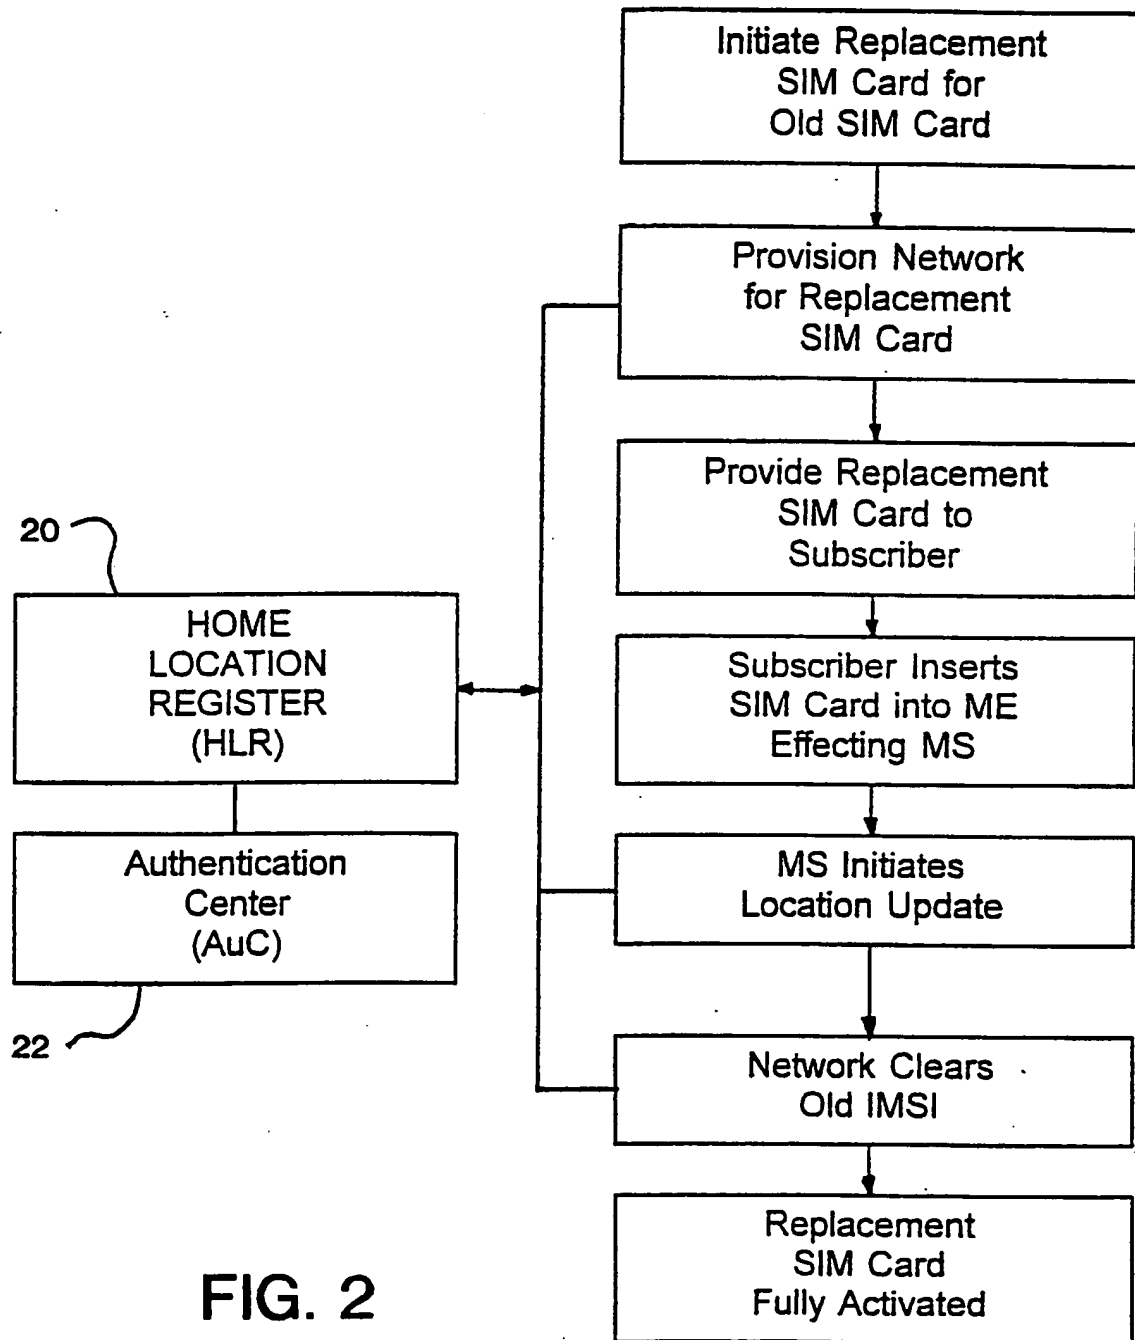 Initiate Replacement
SIM Card for
Old SIM Card
Provision Network
for Replacement
SIM Card
Provide Replacement
SIM Card to
Subscriber
20
HOME
LOCATION
REGISTER
(HLR)
Subscriber Inserts
SIM Card into ME
Effecting MS
Authentication
Center
(AuC)
22
MS Initiates
Location Update
Network Clears
Old IMSI
Replacement
SIM Card
Fully Activated
FIG. 2